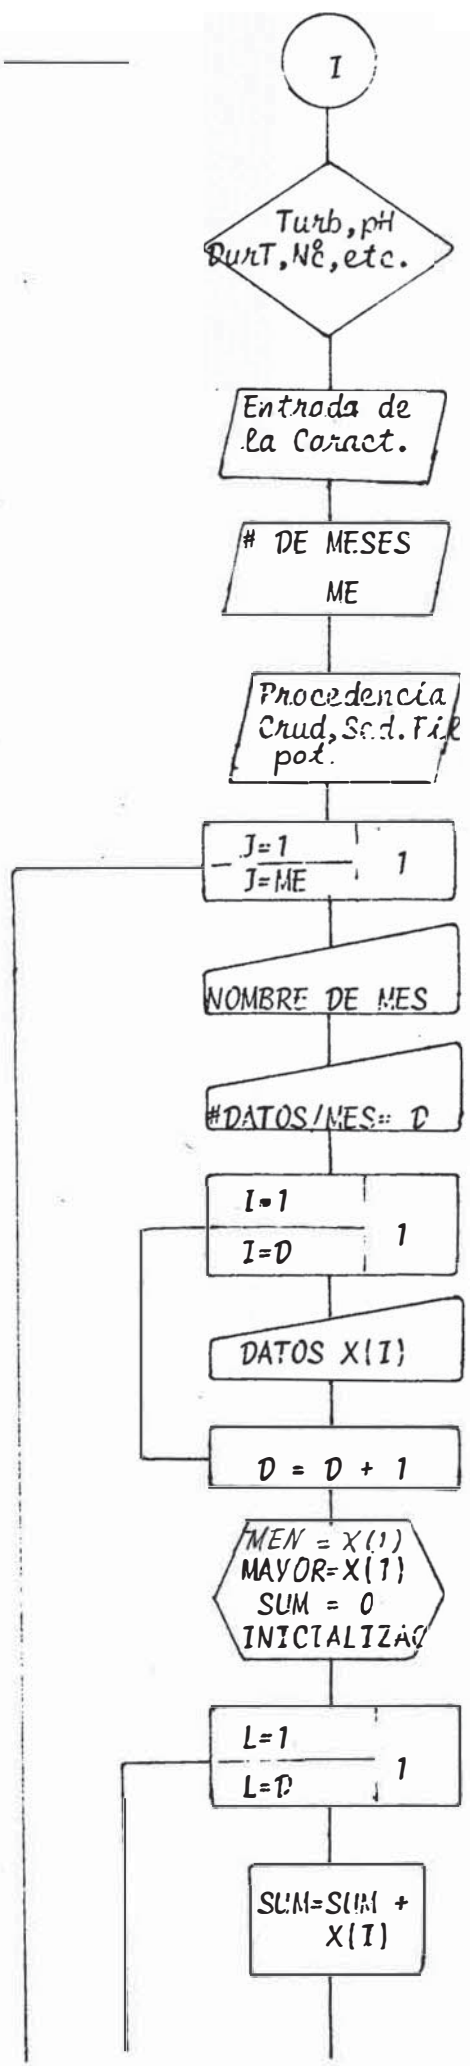 I
Turb, pH
DurT, Nc°, etc.
Entrada de
la Caract.
# DE MESES
ME
Procedencia
Crud, Sed. Fil
pot.
J=1
J=ME
1
NOMBRE DE MES
#DATOS/MES= D
I=1
I=D
1
DATOS X(I)
D = D + 1
MEN = X(1)
MAYOR=X(1)
SUM = 0
INICIALIZAC
L=1
L=D
1
SUM=SUM +
X(I)